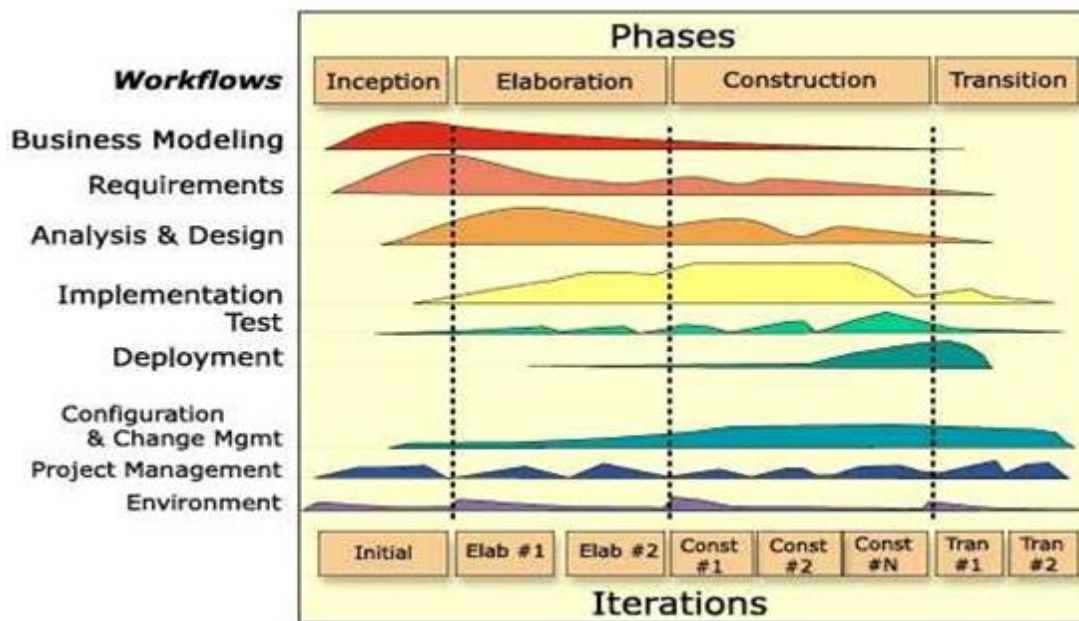 Phases
Workflows
Inception
Elaboration
Construction
Transition
Business Modeling
Requirements
Analysis & Design
Implementation
Test
Deployment
Configuration
& Change Mgmt
Project Management
Environment
Initial
Elab #1
Elab #2
Const
#1
Const
#2
Const
#N
Tran
#1
Tran
#2
Iterations